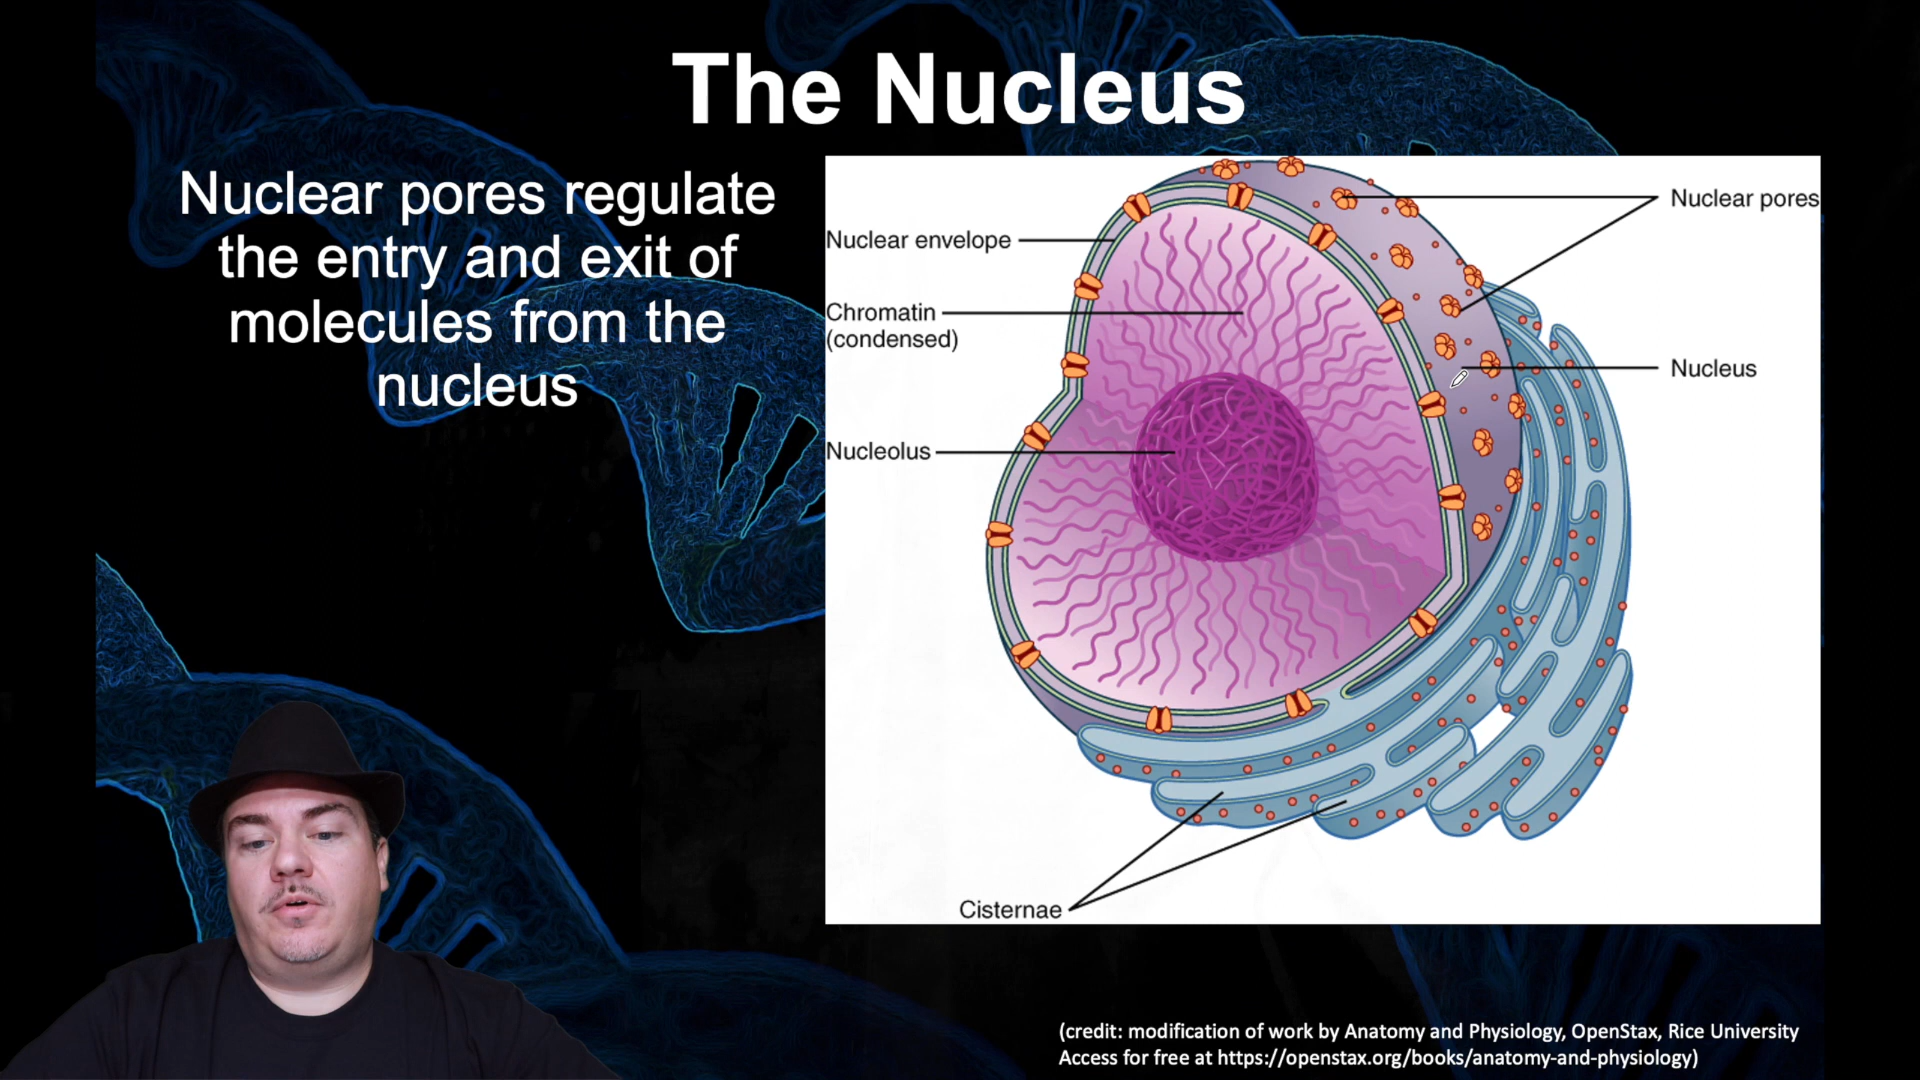 The Nucleus
Nuclear pores regulate
the entry and exit of
molecules from the
nucleus
Nuclear pores
Nuclear envelope
Chromatin
(condensed)
Nucleus
Nucleolus
Cisternae
(credit: modification of work by Anatomy and Physiology, OpenStax, Rice University
Access for free at https://openstax.org/books/anatomy-and-physiology)